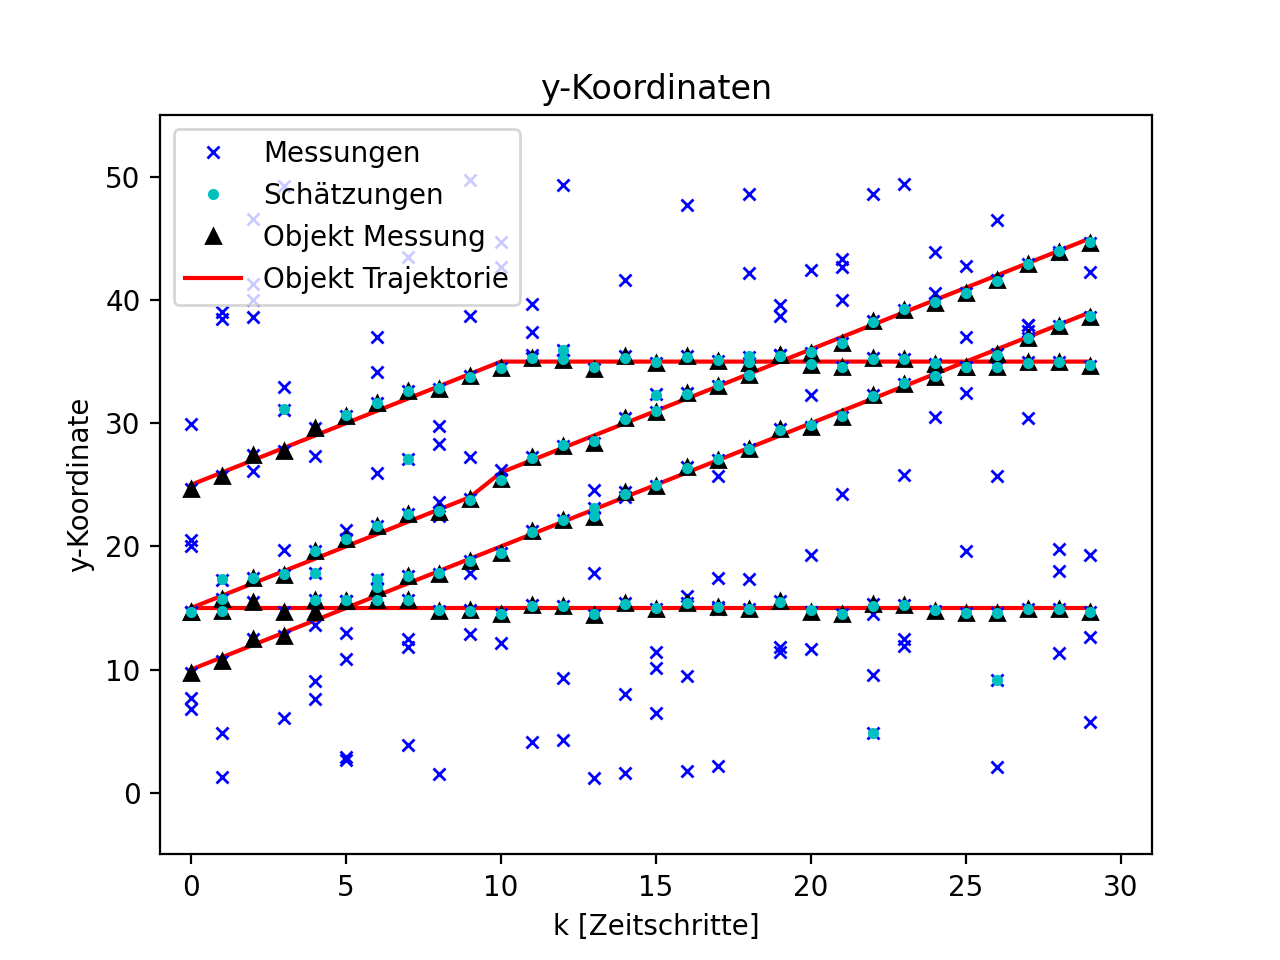 y-Koordinaten
Messungen
Schätzungen
Objekt Messung
Objekt Trajektorie
50
40
30
20
10
0
y-Koordinate
0 5 10 15 20 25 30
k [Zeitschritte]